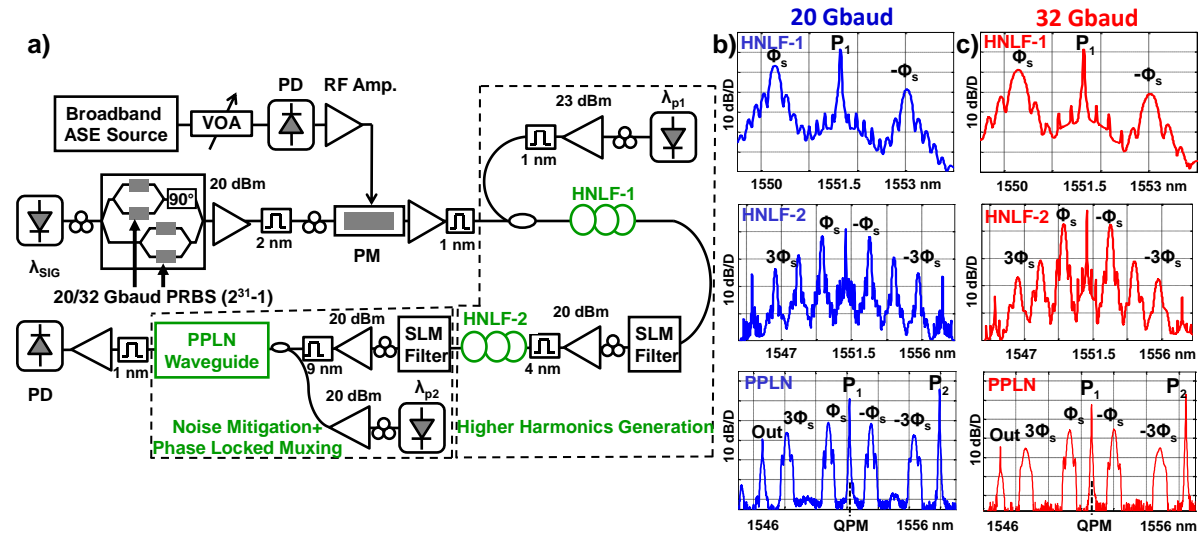 a)
Broadband
ASE Source
VOA
PD
RF Amp.
90°
λSIG
20 dBm
2 nm
PM
1 nm
20/32 Gbaud PRBS (2³¹-1)
23 dBm
λp1
1 nm
HNLF-1
SLM
Filter
20 dBm
4 nm
HNLF-2
Higher Harmonics Generation
SLM
Filter
20 dBm
9 nm
λp2
20 dBm
PPLN
Waveguide
Noise Mitigation+
Phase Locked Muxing
1 nm
PD
20 Gbaud
b)
HNLF-1
Φs
P1
-Φs
10 dB/D
1550
1551.5
1553 nm
HNLF-2
3Φs
Φs
-Φs
-3Φs
10 dB/D
1547
1551.5
1556 nm
PPLN
Out
3Φs
Φs
P1
-Φs
-3Φs
P2
10 dB/D
1546
QPM
1556 nm
32 Gbaud
c)
HNLF-1
Φs
P1
-Φs
10 dB/D
1550
1551.5
1553 nm
HNLF-2
3Φs
Φs
-Φs
-3Φs
10 dB/D
1547
1551.5
1556 nm
PPLN
Out
3Φs
Φs
P1
-Φs
-3Φs
P2
10 dB/D
1546
QPM
1556 nm